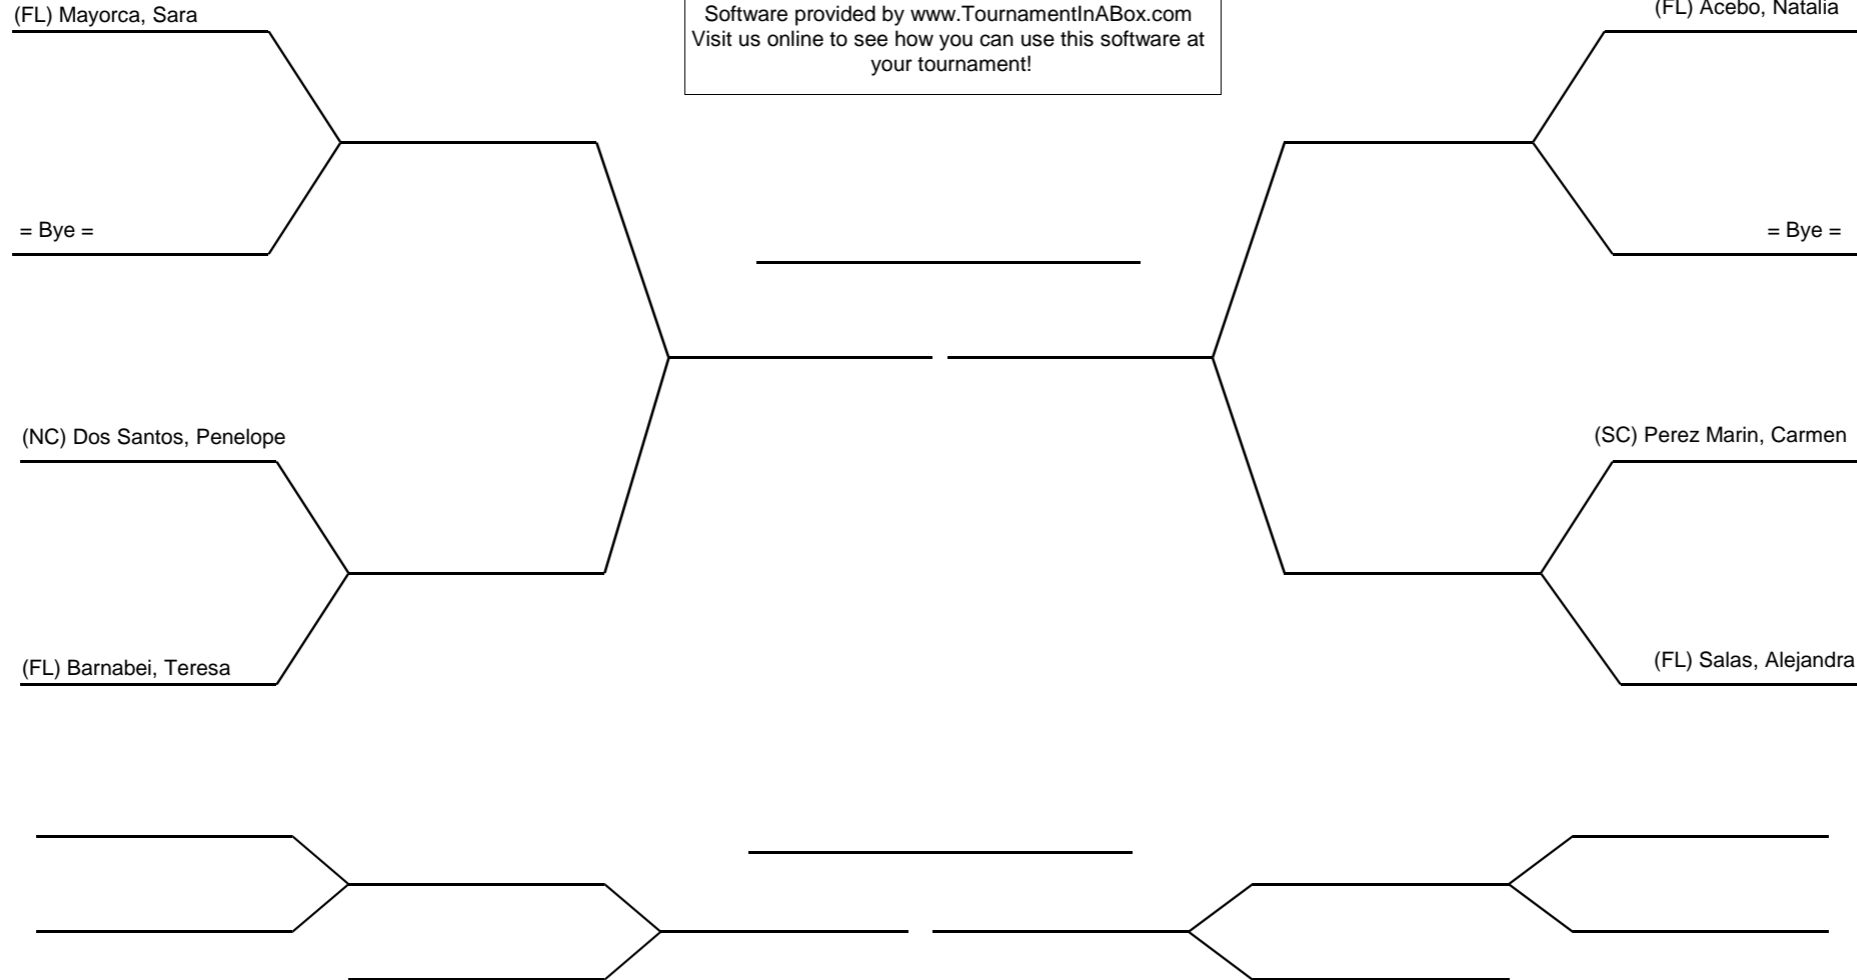 (FL) Mayorca, Sara
Software provided by www.TournamentInABox.com
Visit us online to see how you can use this software at
your tournament!
(FL) Acebo, Natalia
= Bye =
= Bye =
(NC) Dos Santos, Penelope
(SC) Perez Marin, Carmen
(FL) Barnabei, Teresa
(FL) Salas, Alejandra